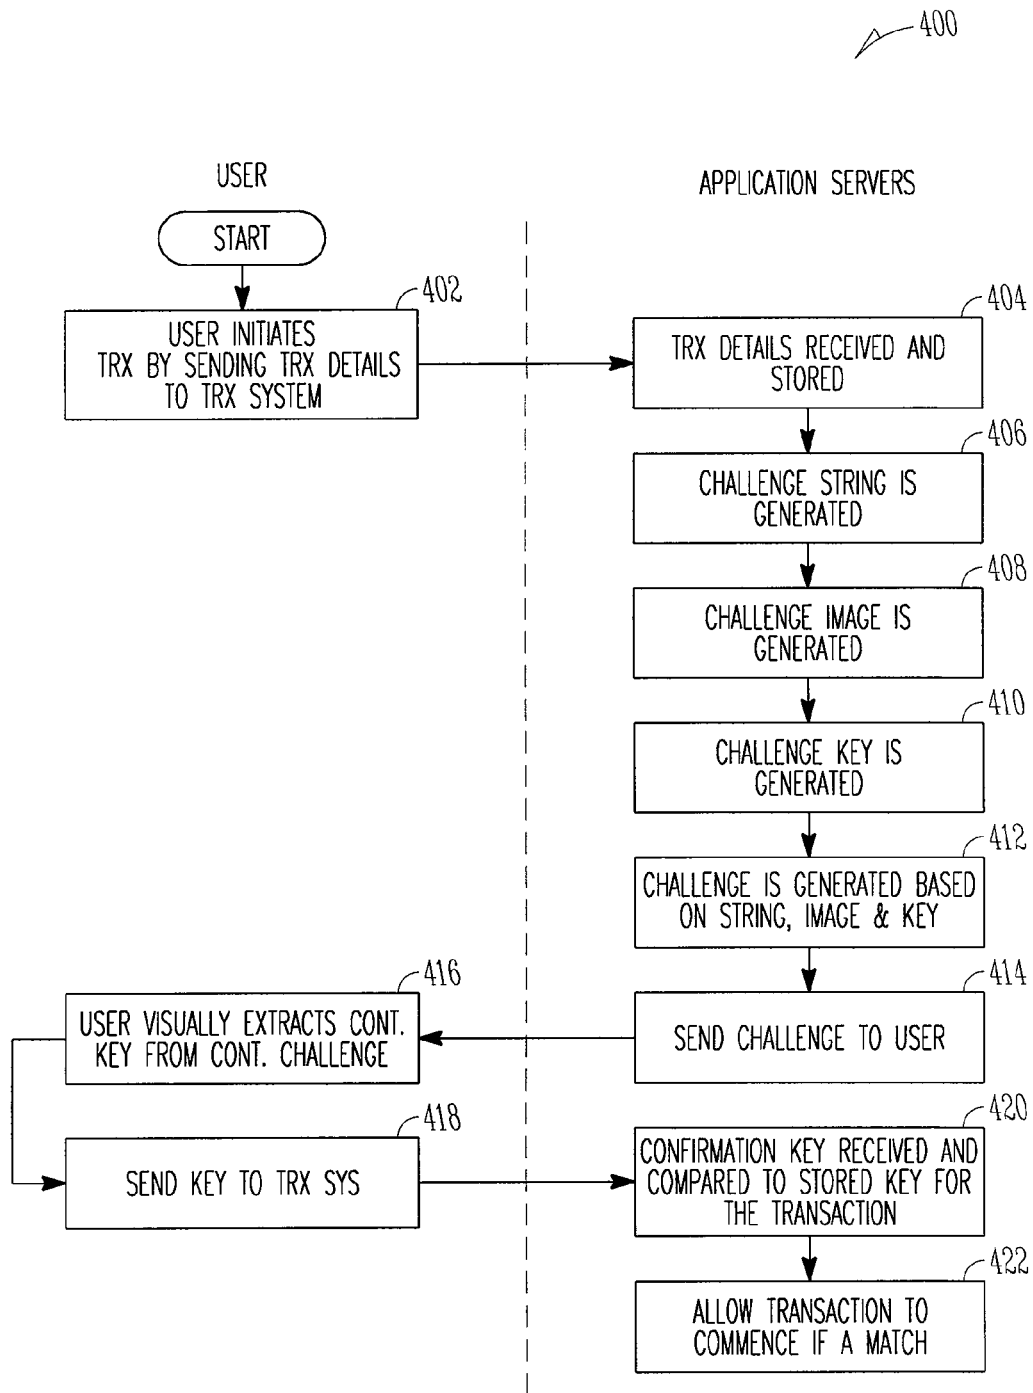 400
USER
APPLICATION SERVERS
START
402
USER INITIATES
TRX BY SENDING TRX DETAILS
TO TRX SYSTEM
404
TRX DETAILS RECEIVED AND
STORED
406
CHALLENGE STRING IS
GENERATED
408
CHALLENGE IMAGE IS
GENERATED
410
CHALLENGE KEY IS
GENERATED
412
CHALLENGE IS GENERATED BASED
ON STRING, IMAGE & KEY
414
SEND CHALLENGE TO USER
416
USER VISUALLY EXTRACTS CONT.
KEY FROM CONT. CHALLENGE
418
SEND KEY TO TRX SYS
420
CONFIRMATION KEY RECEIVED AND
COMPARED TO STORED KEY FOR
THE TRANSACTION
422
ALLOW TRANSACTION TO
COMMENCE IF A MATCH